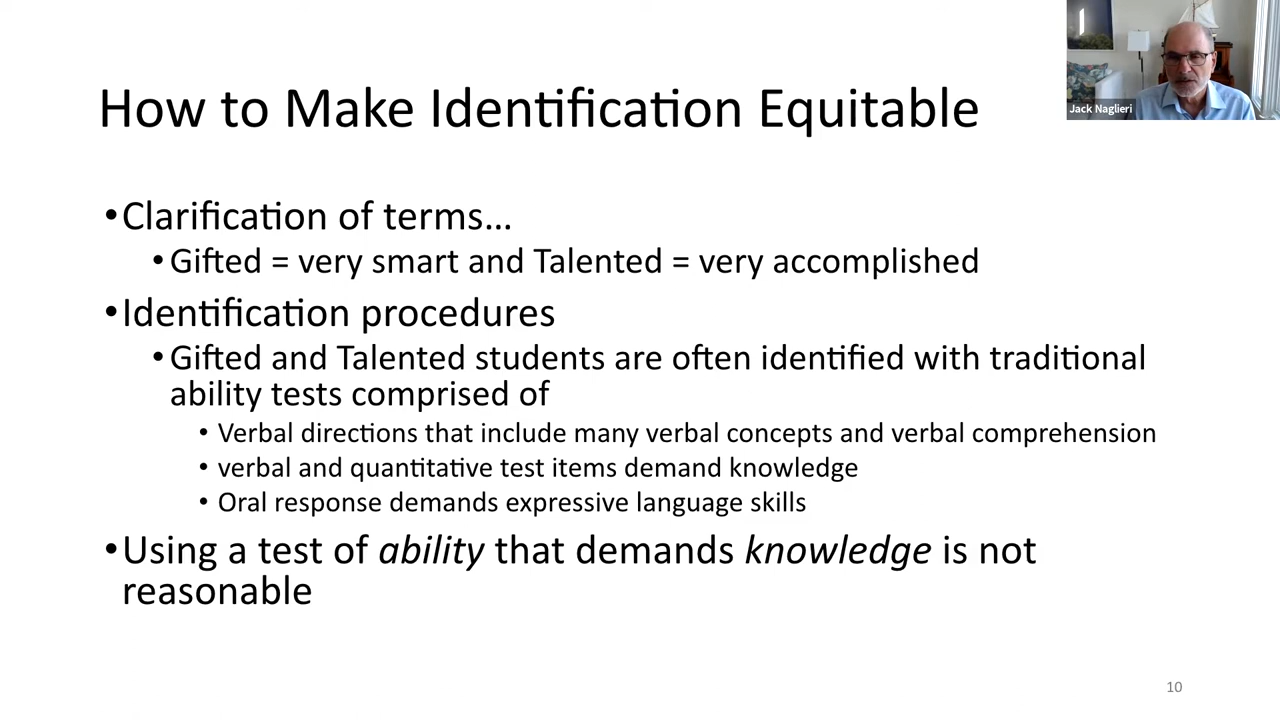 Jack Naglieri
How to Make Identification Equitable
•Clarification of terms…
• Gifted = very smart and Talented = very accomplished
•Identification procedures
• Gifted and Talented students are often identified with traditional
ability tests comprised of
• Verbal directions that include many verbal concepts and verbal comprehension
• verbal and quantitative test items demand knowledge
• Oral response demands expressive language skills
•Using a test of ability that demands knowledge is not
reasonable
10